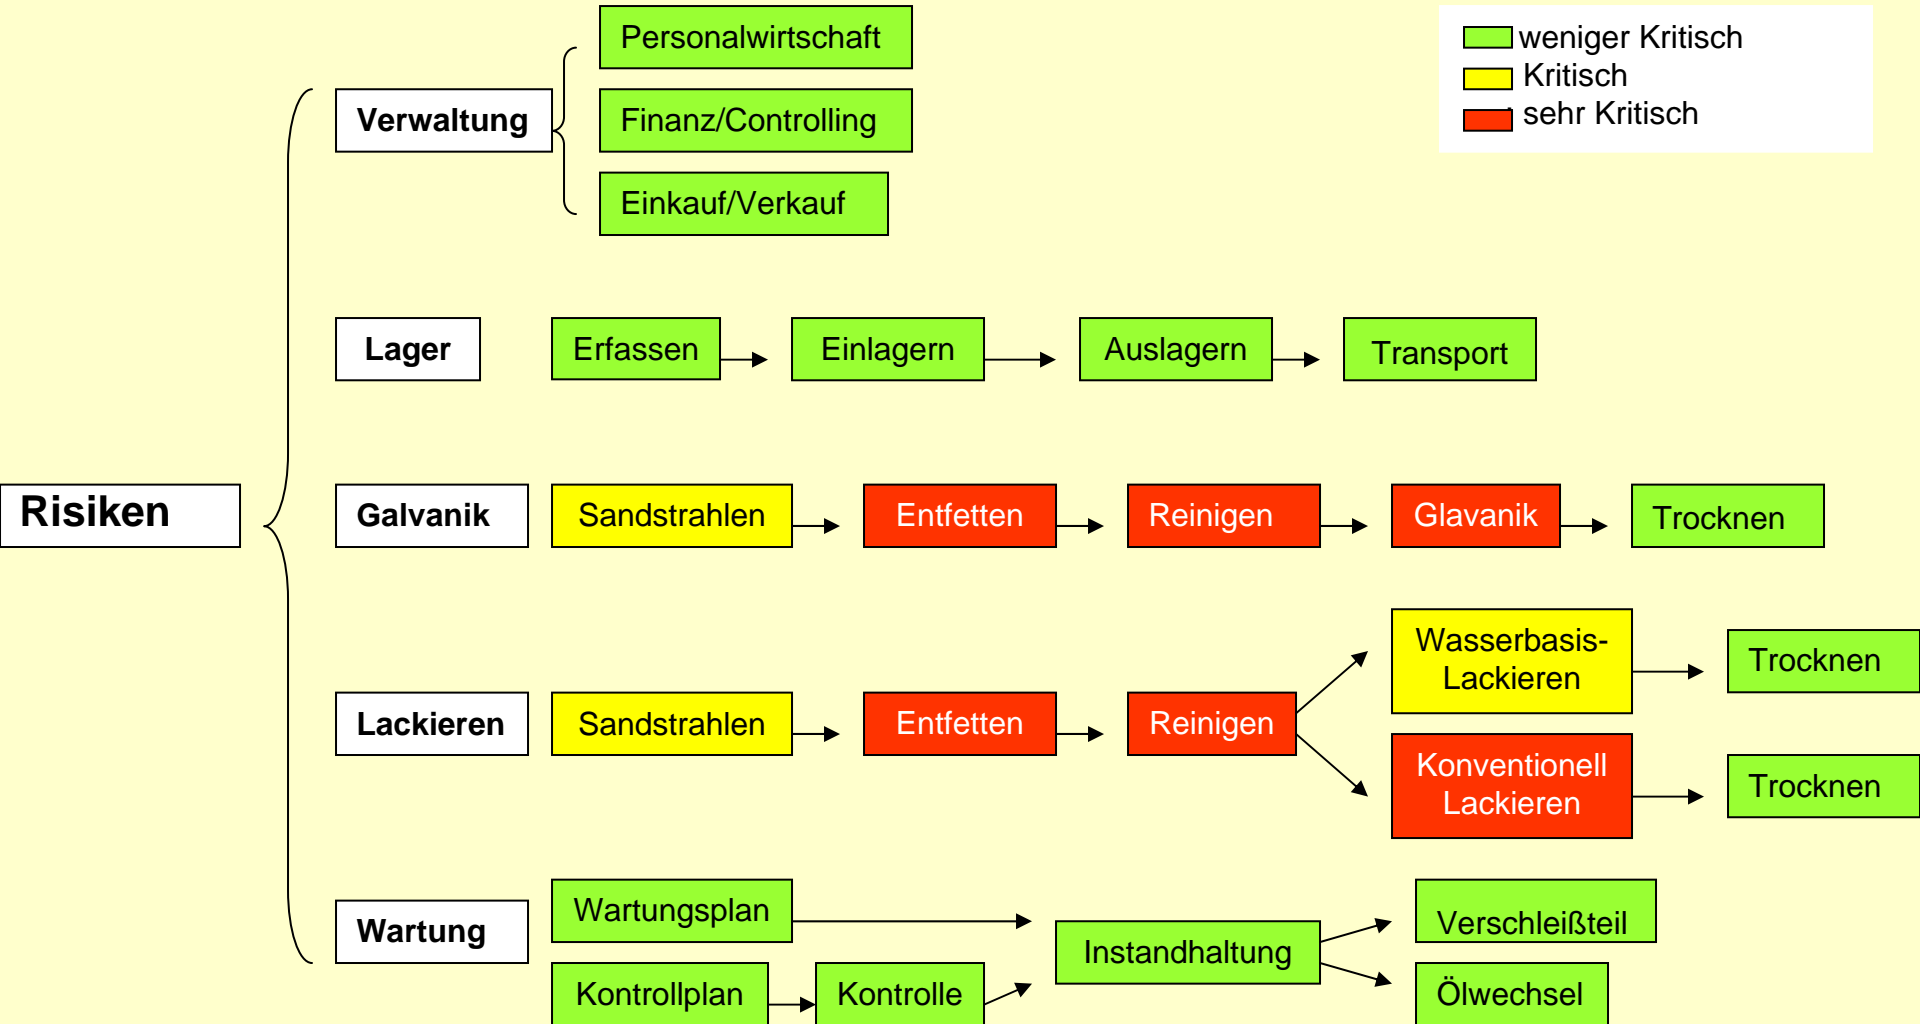 Personalwirtschaft
weniger Kritisch
Kritisch
sehr Kritisch
Verwaltung
Finanz/Controlling
Einkauf/Verkauf
Lager
Erfassen
Einlagern
Auslagern
Transport
Risiken
Galvanik
Sandstrahlen
Entfetten
Reinigen
Glavanik
Trocknen
Lackieren
Sandstrahlen
Entfetten
Reinigen
Wasserbasis-
Lackieren
Trocknen
Konventionell
Lackieren
Trocknen
Wartung
Wartungsplan
Kontrollplan
Kontrolle
Instandhaltung
Verschleißteil
Ölwechsel